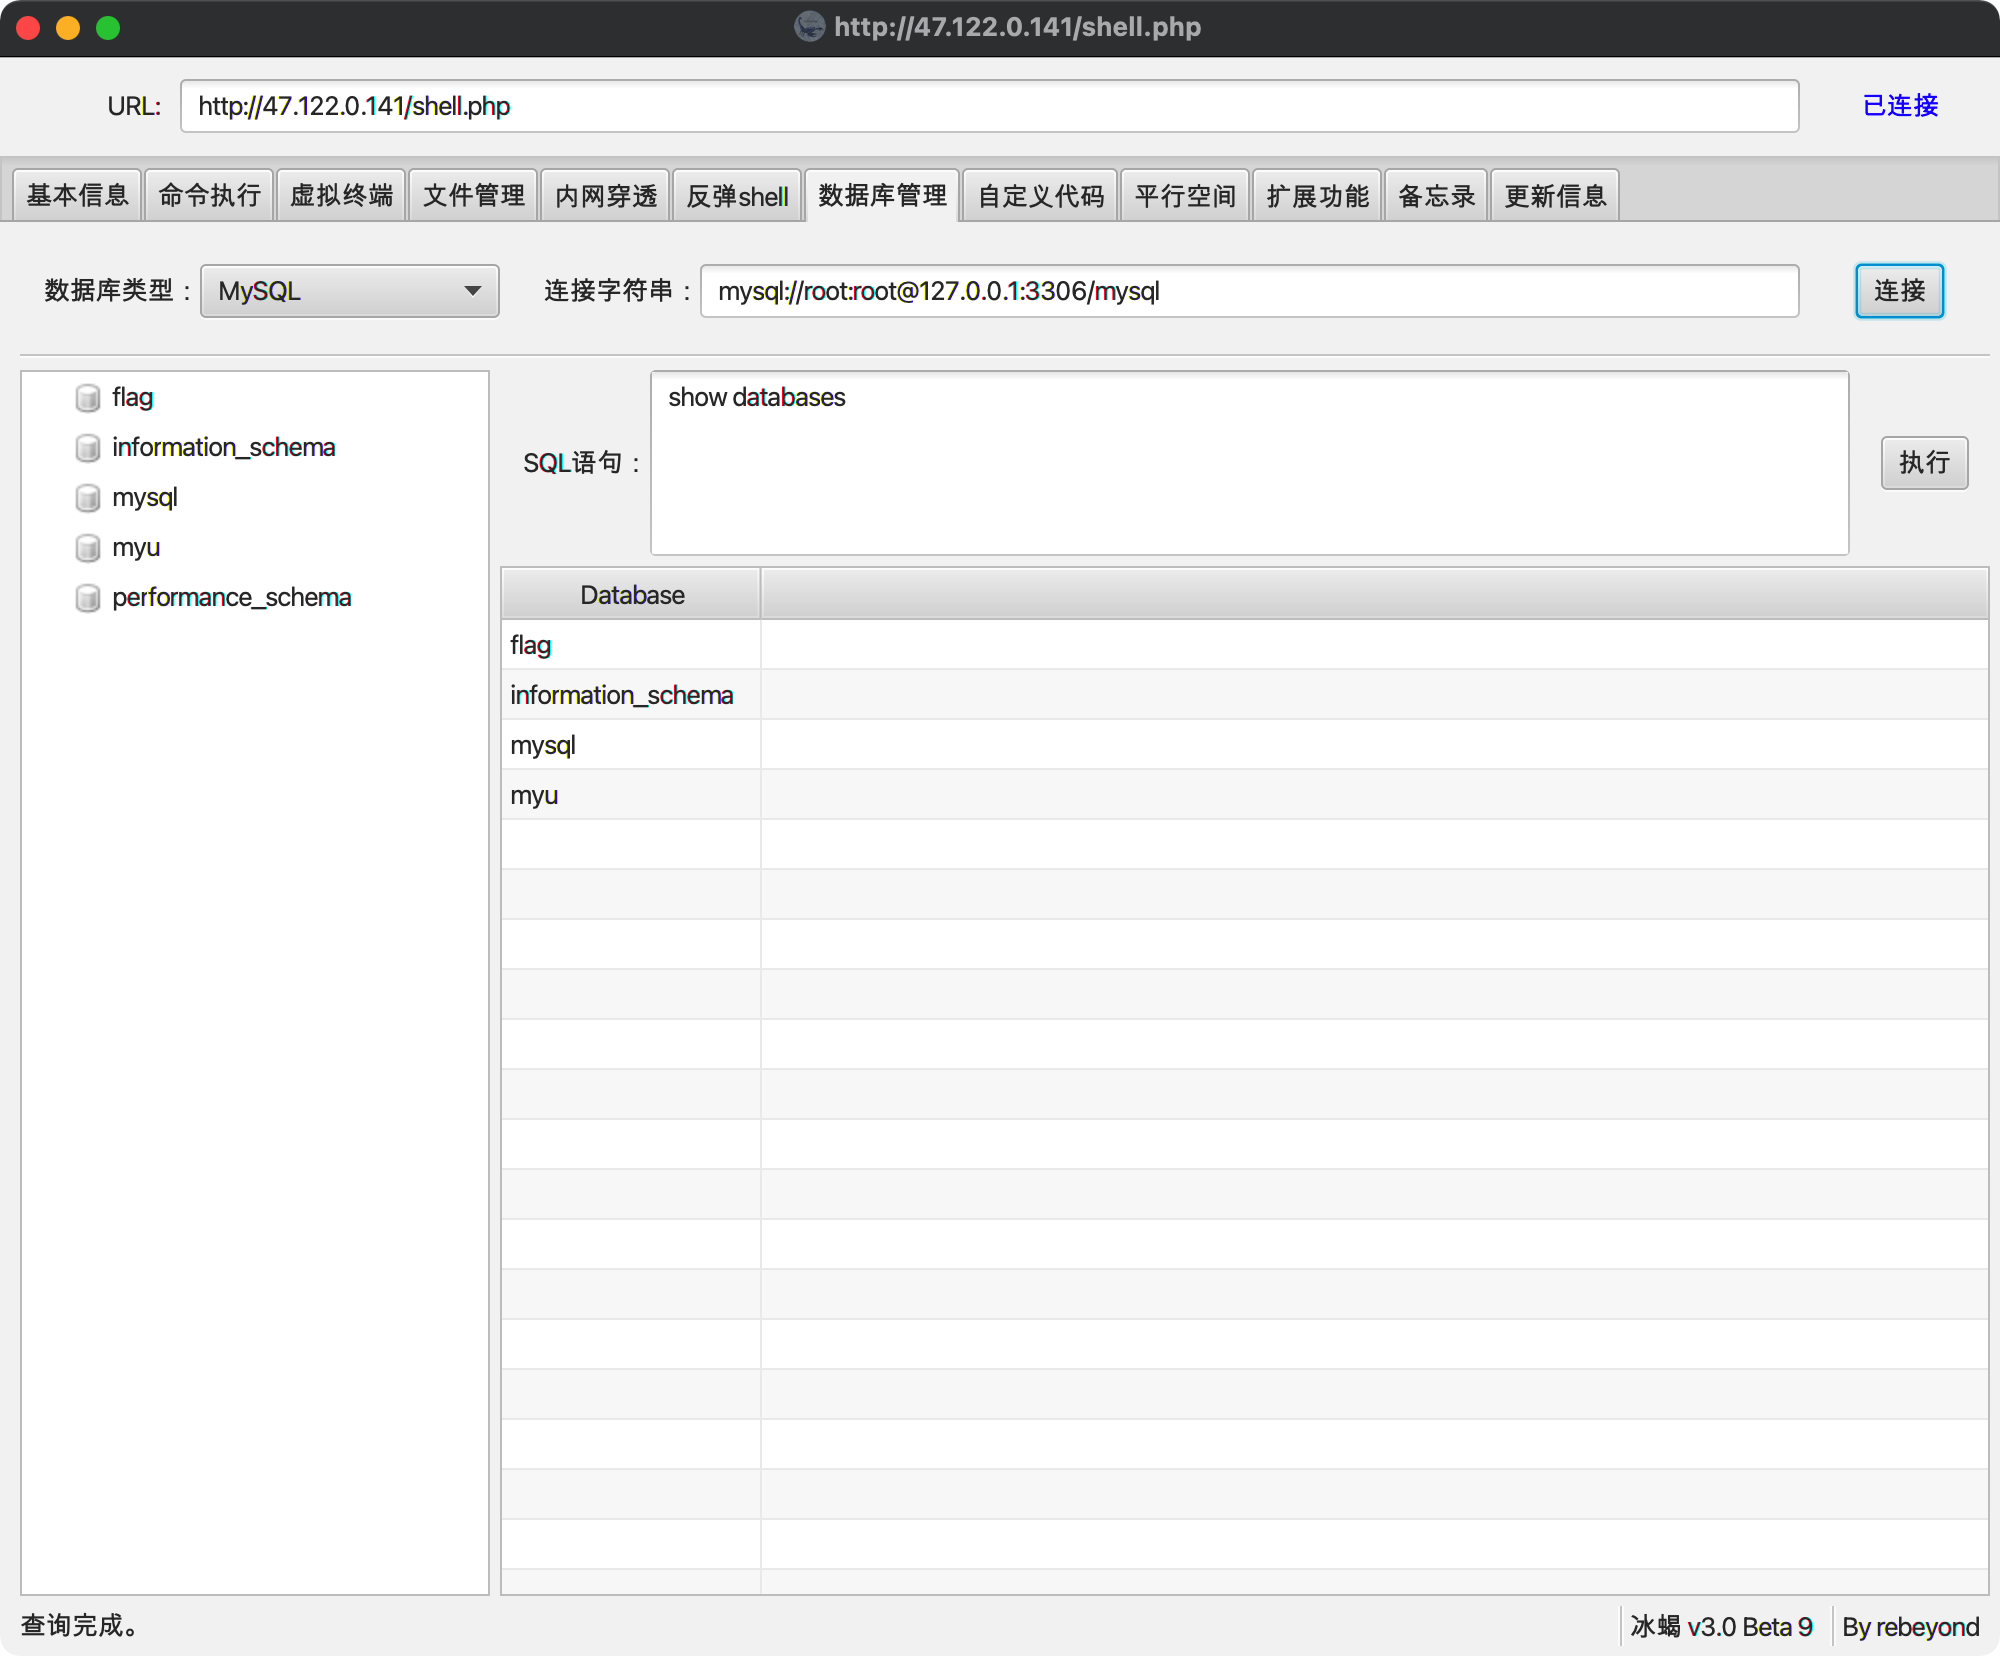 http://47.122.0.141/shell.php
URL: http://47.122.0.141/shell.php 已连接
基本信息 命令执行 虚拟终端 文件管理 内网穿透 反弹shell 数据库管理 自定义代码 平行空间 扩展功能 备忘录 更新信息
数据库类型： MySQL 连接字符串： mysql://root:root@127.0.0.1:3306/mysql 连接
flag
information_schema
mysql
myu
performance_schema
show databases
SQL语句： 执行
Database
flag
information_schema
mysql
myu
查询完成。 冰蝎 v3.0 Beta 9 By rebeyond